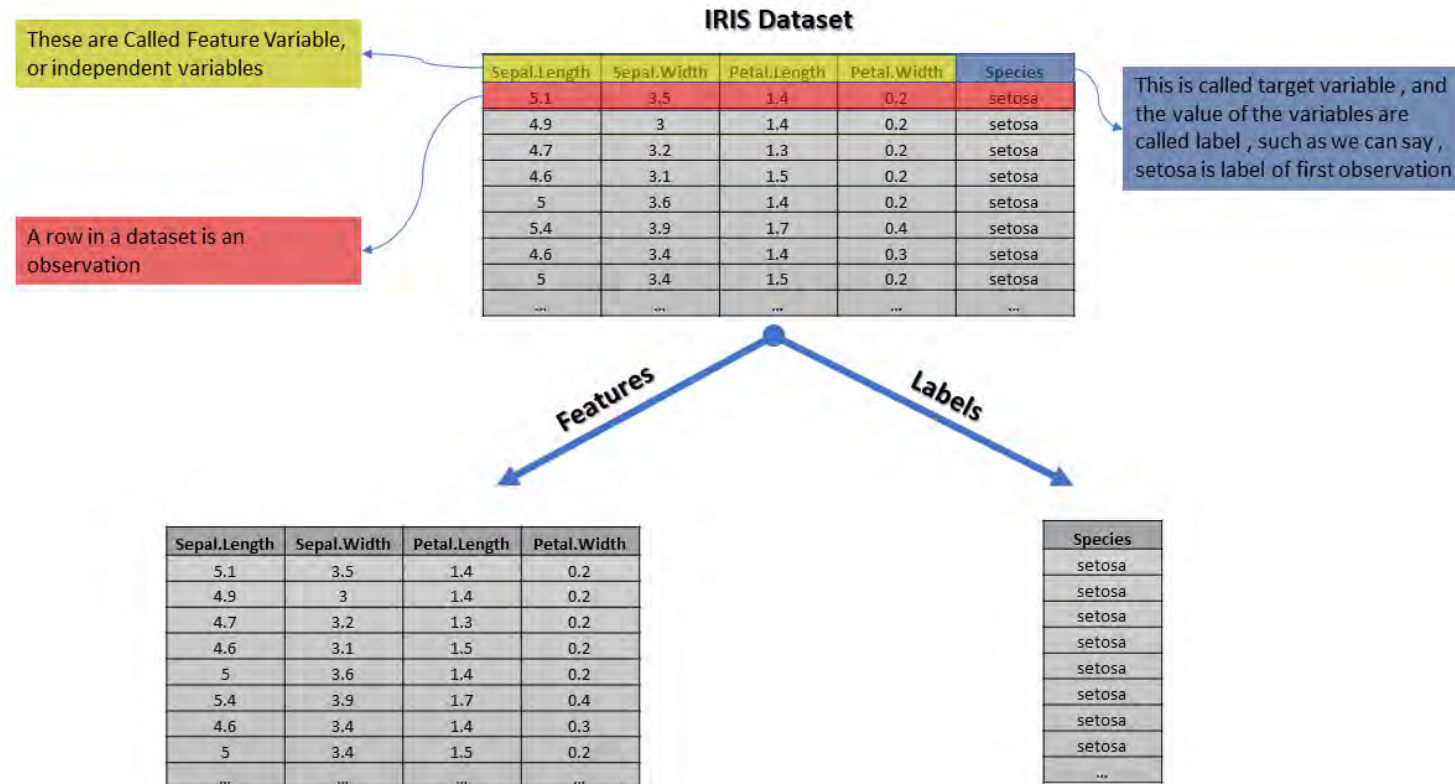 IRIS Dataset
These are Called Feature Variable,
or independent variables
Sepal.Length Sepal.Width Petal.Length Petal.Width Species
5.1 3.5 1.4 0.2 setosa
4.9 3 1.4 0.2 setosa
4.7 3.2 1.3 0.2 setosa
4.6 3.1 1.5 0.2 setosa
5 3.6 1.4 0.2 setosa
5.4 3.9 1.7 0.4 setosa
4.6 3.4 1.4 0.3 setosa
5 3.4 1.5 0.2 setosa
... ... ... ... ...
This is called target variable , and
the value of the variables are
called label , such as we can say ,
setosa is label of first observation
A row in a dataset is an
observation
Features
Labels
Sepal.Length Sepal.Width Petal.Length Petal.Width
5.1 3.5 1.4 0.2
4.9 3 1.4 0.2
4.7 3.2 1.3 0.2
4.6 3.1 1.5 0.2
5 3.6 1.4 0.2
5.4 3.9 1.7 0.4
4.6 3.4 1.4 0.3
5 3.4 1.5 0.2
... ... ... ...
Species
setosa
setosa
setosa
setosa
setosa
setosa
setosa
setosa
...